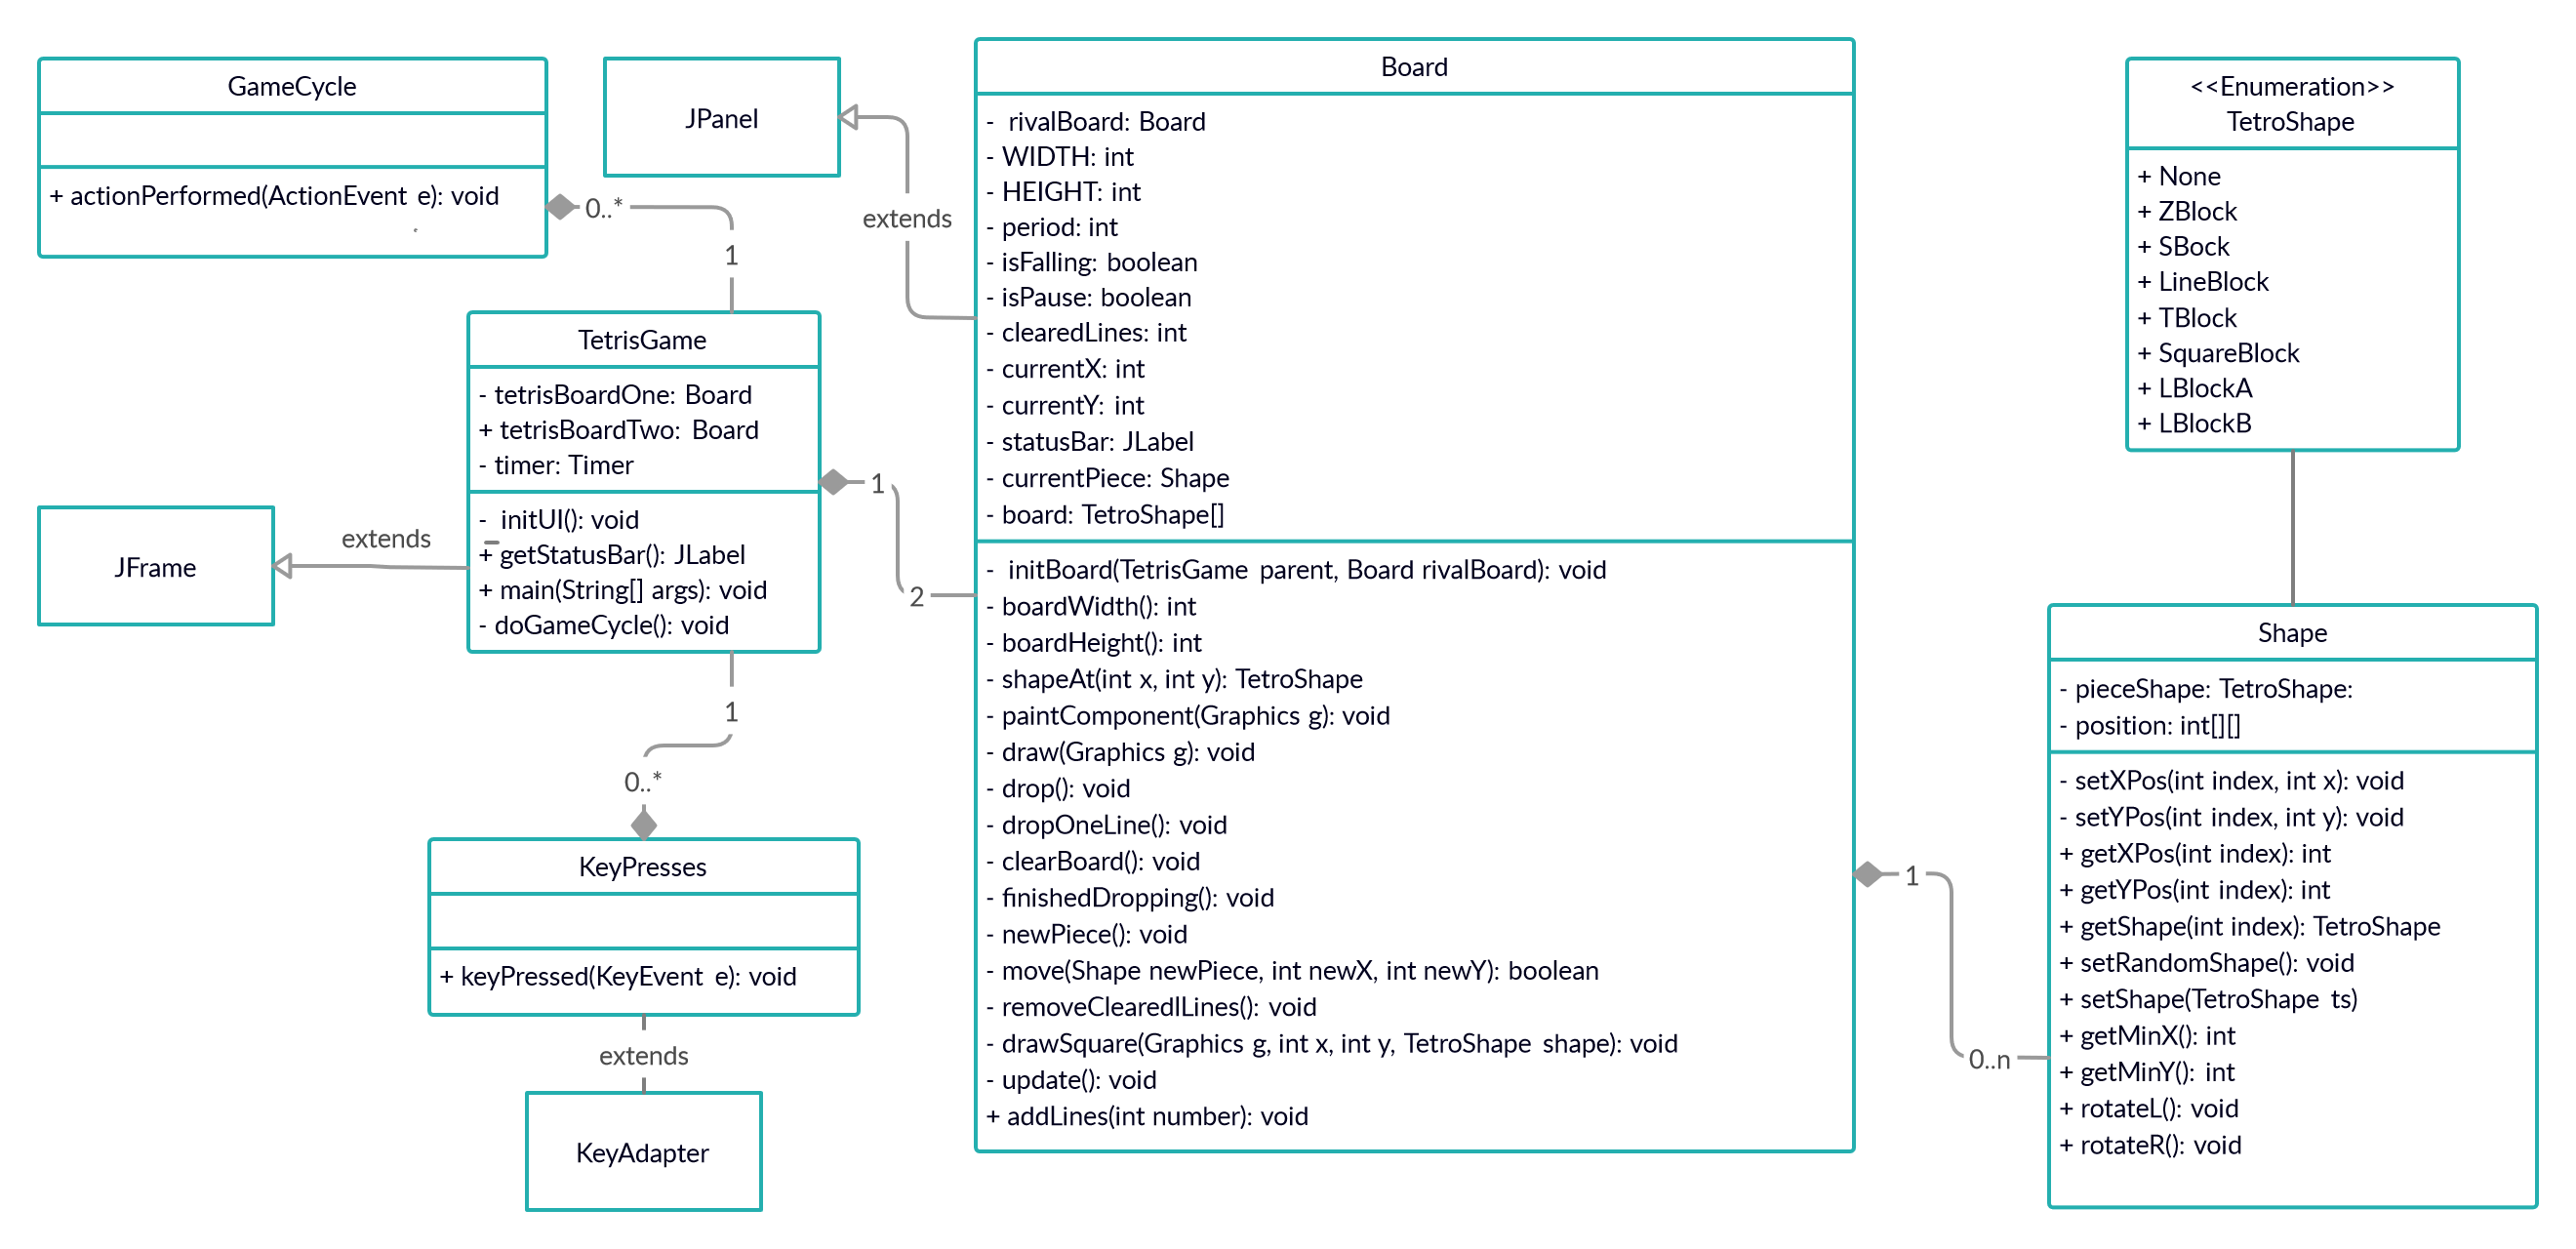 GameCycle
+ actionPerformed(ActionEvent e): void
0..*
1
JPanel
extends
TetrisGame
- tetrisBoardOne: Board
+ tetrisBoardTwo: Board
- timer: Timer
- initUI(): void
+ getStatusBar(): JLabel
+ main(String[] args): void
- doGameCycle(): void
JFrame
extends
1
2
1
0..*
KeyPresses
+ keyPressed(KeyEvent e): void
extends
KeyAdapter
Board
- rivalBoard: Board
- WIDTH: int
- HEIGHT: int
- period: int
- isFalling: boolean
- isPause: boolean
- clearedLines: int
- currentX: int
- currentY: int
- statusBar: JLabel
- currentPiece: Shape
- board: TetroShape[]
- initBoard(TetrisGame parent, Board rivalBoard): void
- boardWidth(): int
- boardHeight(): int
- shapeAt(int x, int y): TetroShape
- paintComponent(Graphics g): void
- draw(Graphics g): void
- drop(): void
- dropOneLine(): void
- clearBoard(): void
- finishedDropping(): void
- newPiece(): void
- move(Shape newPiece, int newX, int newY): boolean
- removeClearedlLines(): void
- drawSquare(Graphics g, int x, int y, TetroShape shape): void
- update(): void
+ addLines(int number): void
1
0..n
<<Enumeration>>
TetroShape
+ None
+ ZBlock
+ SBock
+ LineBlock
+ TBlock
+ SquareBlock
+ LBlockA
+ LBlockB
Shape
- pieceShape: TetroShape:
- position: int[][]
- setXPos(int index, int x): void
- setYPos(int index, int y): void
+ getXPos(int index): int
+ getYPos(int index): int
+ getShape(int index): TetroShape
+ setRandomShape(): void
+ setShape(TetroShape ts)
+ getMinX(): int
+ getMinY(): int
+ rotateL(): void
+ rotateR(): void